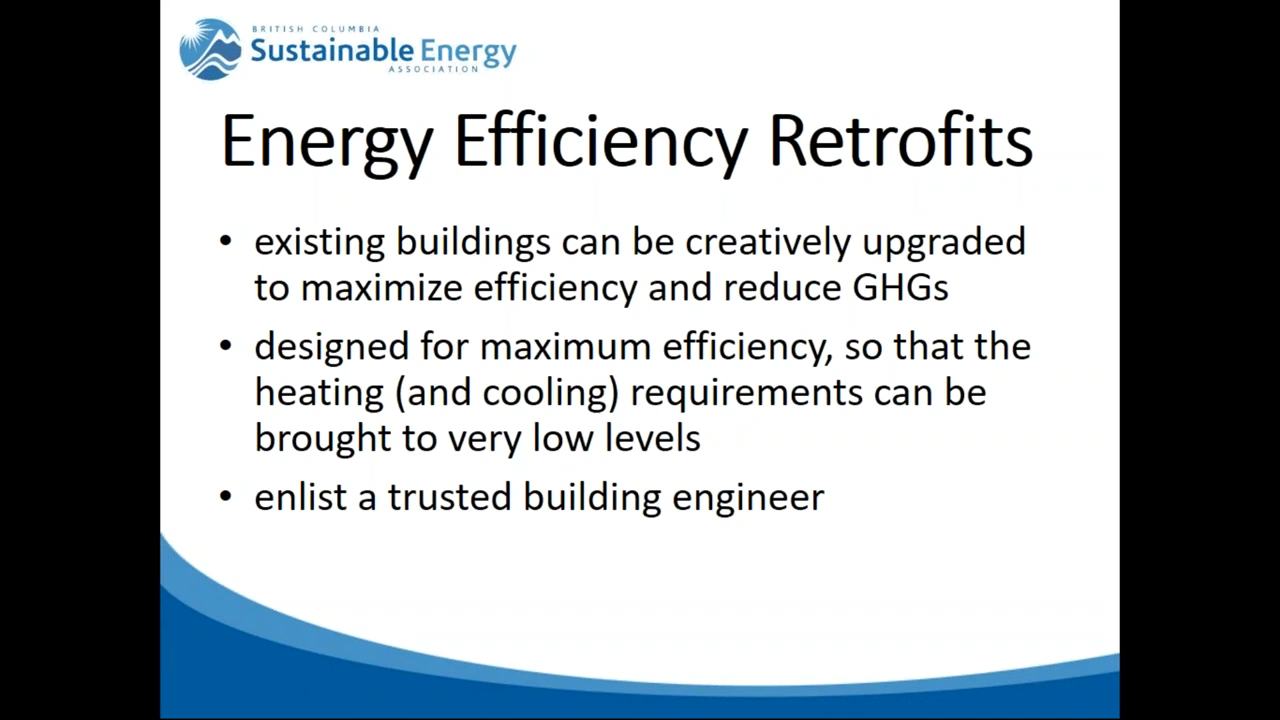 BRITISH COLUMBIA
Sustainable Energy
ASSOCIATION
Energy Efficiency Retrofits
• existing buildings can be creatively upgraded
to maximize efficiency and reduce GHGs
• designed for maximum efficiency, so that the
heating (and cooling) requirements can be
brought to very low levels
• enlist a trusted building engineer